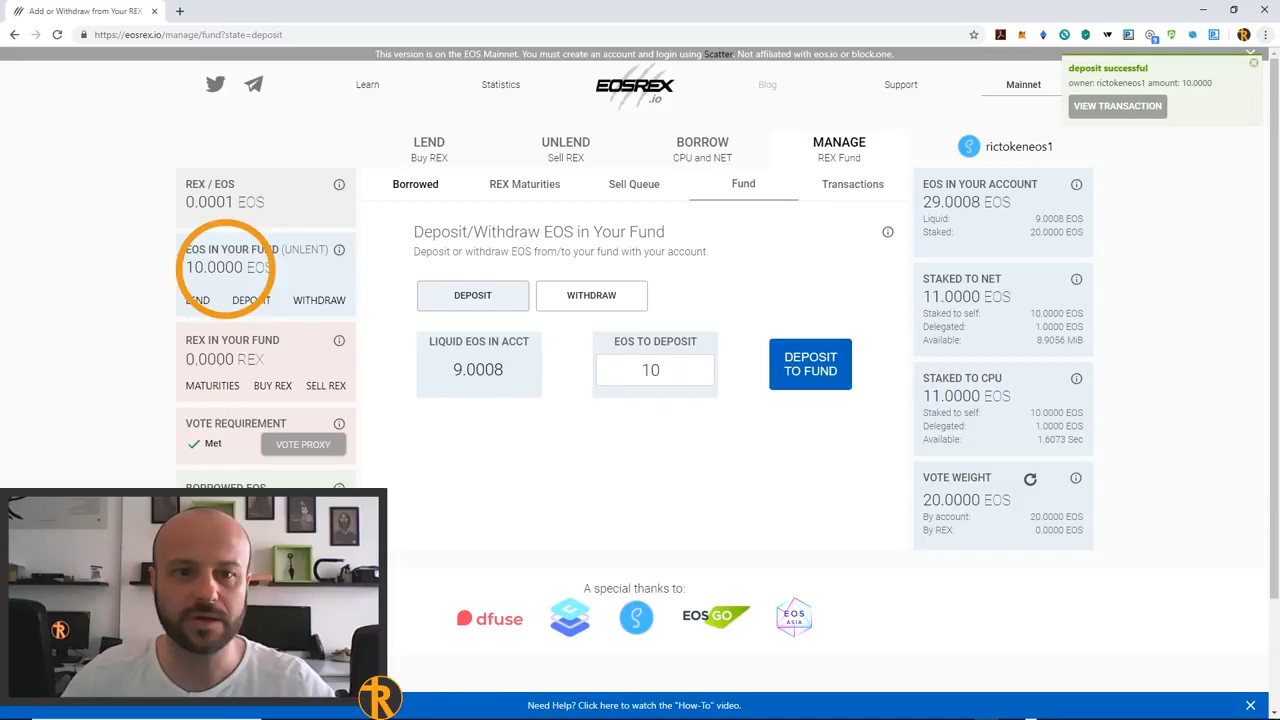 Add or Withdraw from Your REX
https://eosrex.io/manage/fund?state=deposit
This version is on the EOS Mainnet. You must create an account and login using Scatter. Not affiliated with eos.io or block.one.
deposit successful
owner: rictokeneos1 amount: 10.0000
VIEW TRANSACTION
Learn
Statistics
EOSREX
.io
Blog
Support
Mainnet
LEND
Buy REX
UNLEND
Sell REX
BORROW
CPU and NET
MANAGE
REX Fund
rictokeneos1
Borrowed
REX Maturities
Sell Queue
Fund
Transactions
REX / EOS
0.0001 EOS
EOS IN YOUR FUND (UNLENT)
10.0000 EOS
LEND DEPOSIT WITHDRAW
REX IN YOUR FUND
0.0000 REX
MATURITIES BUY REX SELL REX
VOTE REQUIREMENT
Met
VOTE PROXY
BORROWED EOS
Deposit/Withdraw EOS in Your Fund
Deposit or withdraw EOS from/to your fund with your account.
DEPOSIT
WITHDRAW
LIQUID EOS IN ACCT
9.0008
EOS TO DEPOSIT
10
DEPOSIT
TO FUND
EOS IN YOUR ACCOUNT
29.0008 EOS
Liquid: 9.0008 EOS
Staked: 20.0000 EOS
STAKED TO NET
11.0000 EOS
Staked to self: 10.0000 EOS
Delegated: 1.0000 EOS
Available: 8.9056 MiB
STAKED TO CPU
11.0000 EOS
Staked to self: 10.0000 EOS
Delegated: 1.0000 EOS
Available: 1.6073 Sec
VOTE WEIGHT
20.0000 EOS
By account: 20.0000 EOS
By REX: 0.0000 EOS
A special thanks to:
dfuse
EOSGO
EOS
ASIA
Need Help? Click here to watch the "How-To" video.